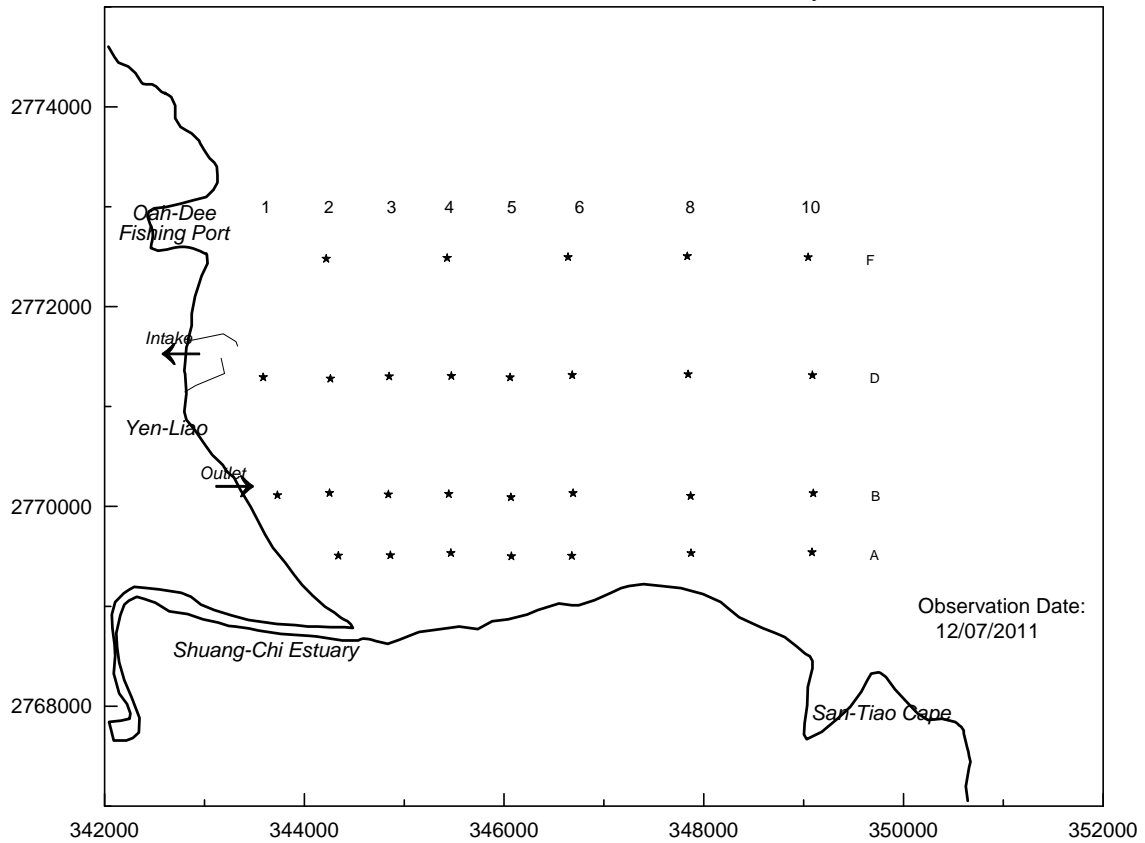 2774000
Oah-Dee
Fishing Port
1 2 3 4 5 6 8 10
F
2772000
Intake
D
Yen-Liao
Outlet
B
2770000
A
Observation Date:
12/07/2011
Shuang-Chi Estuary
2768000
San-Tiao Cape
342000 344000 346000 348000 350000 352000